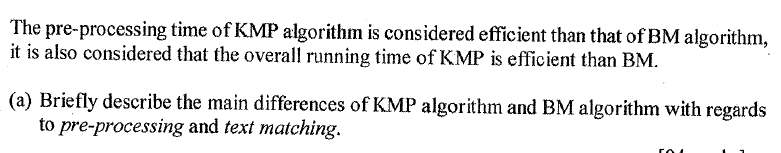 The pre-processing time of KMP algorithm is considered efficient than that of BM algorithm,
it is also considered that the overall running time of KMP is efficient than BM.
(a) Briefly describe the main differences of KMP algorithm and BM algorithm with regards
to pre-processing and text matching.